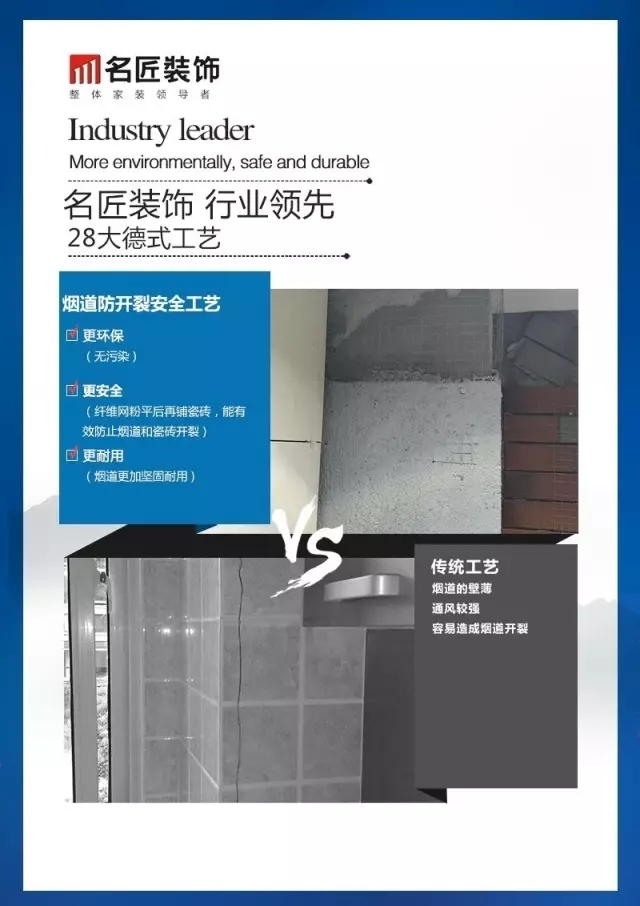 名匠装饰
整体家装领导者
Industry leader
More environmentally, safe and durable
名匠装饰 行业领先
28大德式工艺
烟道防开裂安全工艺
更环保
（无污染）
更安全
（纤维网粉平后再铺瓷砖，能有
效防止烟道和瓷砖开裂）
更耐用
（烟道更加坚固耐用）
VS
传统工艺
烟道的壁薄
通风较强
容易造成烟道开裂